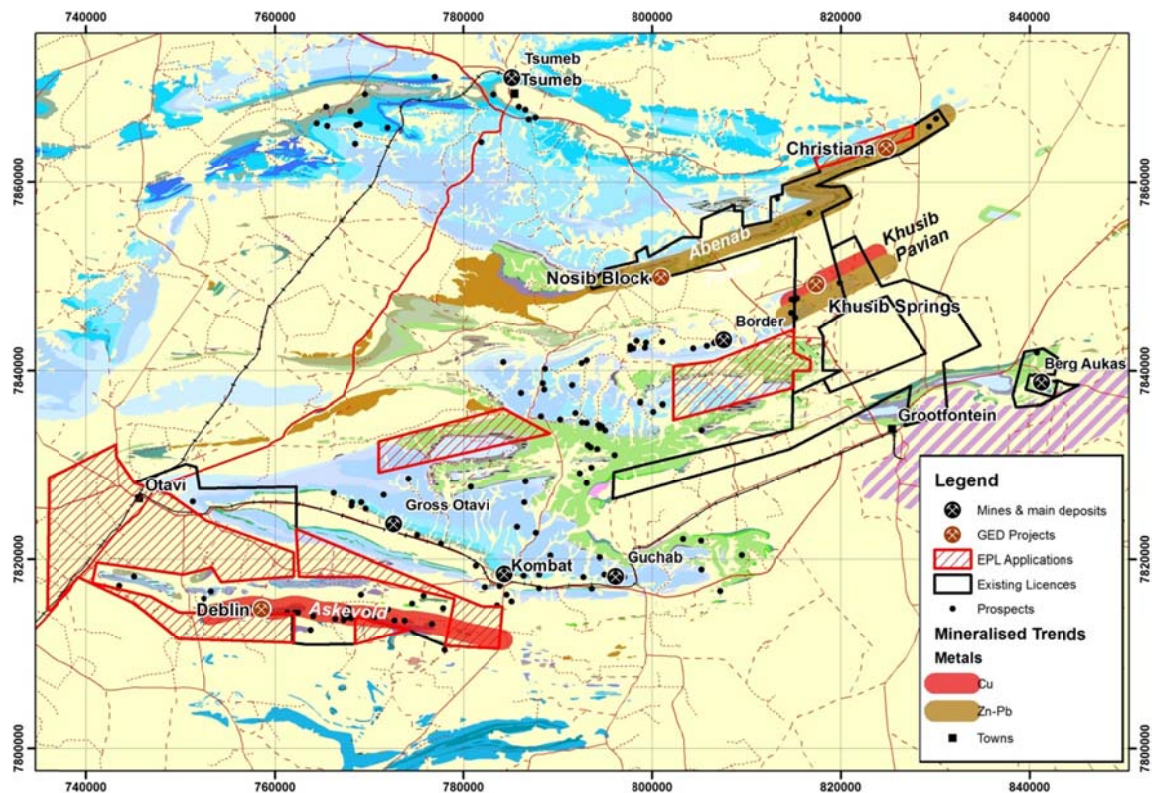 740000 760000 780000 800000 820000 840000
Tsumeb
Tsumeb
Christiana
7860000
7860000
Khusib
Pavian
Abenab
Nosib Block
Khusib Springs
Border
7840000
7840000
Berg Aukas
Grootfontein
Otavi
Gross Otavi
7820000
7820000
Kombat
Guchab
Deblin
Askevold
7800000
7800000
Legend
Mines & main deposits
GED Projects
EPL Applications
Existing Licences
Prospects
Mineralised Trends
Metals
Cu
Zn-Pb
Towns
740000 760000 780000 800000 820000 840000